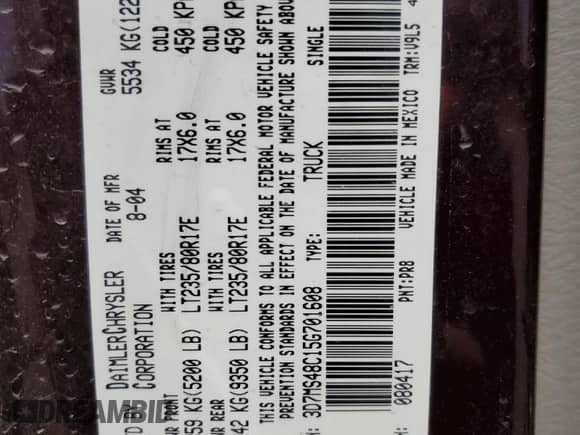 DAIMLERCHRYSLER CORPORATION
DATE OF MFR 8-04
GVWR 5534 KG(122
WITH TIRES RIMS AT COLD
59 KG(5200 LB) LT235/80R17E 17X6.0 450 KP
WITH TIRES RIMS AT COLD
42 KG(9350 LB) LT235/80R17E 17X6.0 450 KP
THIS VEHICLE CONFORMS TO ALL APPLICABLE FEDERAL MOTOR VEHICLE SAFETY
PREVENTION STANDARDS IN EFFECT ON THE DATE OF MANUFACTURE SHOWN ABOV
3D7MS48C15G701608 TYPE: TRUCK SINGLE
080417 PNT:PR8 VEHICLE MADE IN MEXICO TRM:V9L5
DREAMBID